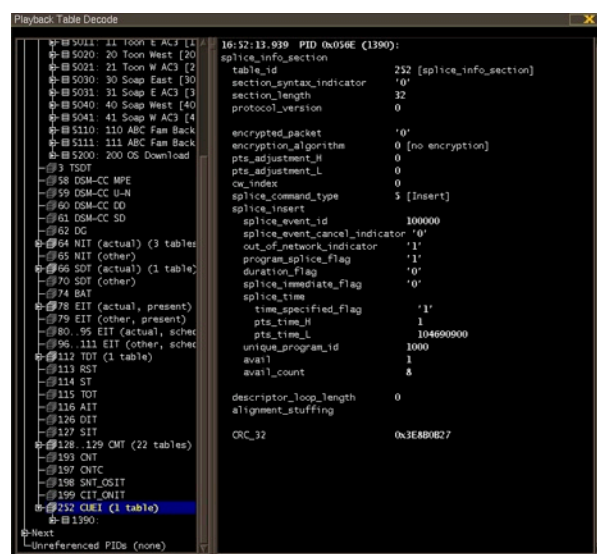 Playback Table Decode
5011: 11 Toon E AC3 [1
5020: 20 Toon West [20
5021: 21 Toon W AC3 [2
5030: 30 Soap East [30
5031: 31 Soap E AC3 [3
5040: 40 Soap West [40
5041: 41 Soap W AC3 [4
5110: 110 ABC Fam Back
5111: 111 ABC Fam Back
5200: 200 OS Download
3 TSDT
58 DSM-CC MPE
59 DSM-CC U-N
60 DSM-CC DD
61 DSM-CC SD
62 DG
64 NIT (actual) (3 tables
65 NIT (other)
66 SDT (actual) (1 table)
70 SDT (other)
74 BAT
78 EIT (actual, present)
79 EIT (other, present)
80..95 EIT (actual, sched
96..111 EIT (other, sched
112 TDT (1 table)
113 RST
114 ST
115 TOT
116 AIT
126 DIT
127 SIT
128..129 CMT (22 tables)
193 CNT
197 CNTC
198 SNT_OSIT
199 CIT_ONIT
252 CUEI (1 table)
1390:
Next
Unreferenced PIDs (none)
16:52:13.939 PID 0x056E (1390):
splice_info_section
table_id 252 [splice_info_section]
section_syntax_indicator '0'
section_length 32
protocol_version 0
encrypted_packet '0'
encryption_algorithm 0 [no encryption]
pts_adjustment_H 0
pts_adjustment_L 0
cw_index 0
splice_command_type 5 [Insert]
splice_insert
splice_event_id 100000
splice_event_cancel_indicator '0'
out_of_network_indicator '1'
program_splice_flag '1'
duration_flag '0'
splice_immediate_flag '0'
splice_time
time_specified_flag '1'
pts_time_H 1
pts_time_L 104690900
unique_program_id 1000
avail 1
avail_count 8
descriptor_loop_length 0
alignment_stuffing
CRC_32 0x3E8B0B27